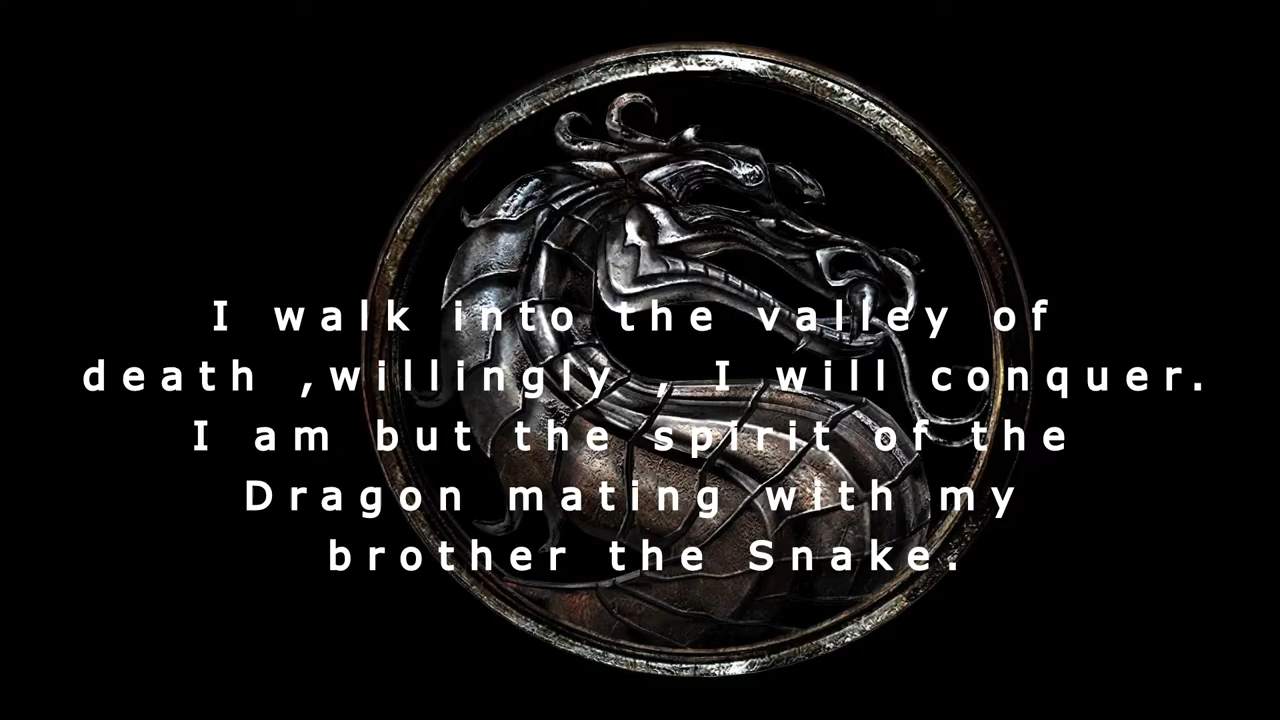 I walk into the valley of
death ,willingly , I will conquer.
I am but the spirit of the
Dragon mating with my
brother the Snake.